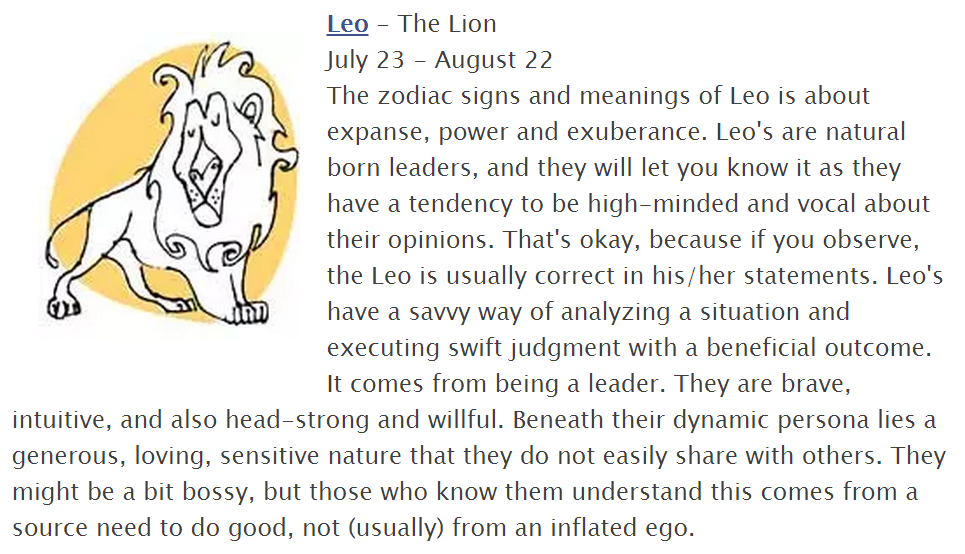 Leo – The Lion
July 23 – August 22
The zodiac signs and meanings of Leo is about
expanse, power and exuberance. Leo's are natural
born leaders, and they will let you know it as they
have a tendency to be high-minded and vocal about
their opinions. That's okay, because if you observe,
the Leo is usually correct in his/her statements. Leo's
have a savvy way of analyzing a situation and
executing swift judgment with a beneficial outcome.
It comes from being a leader. They are brave,
intuitive, and also head-strong and willful. Beneath their dynamic persona lies a
generous, loving, sensitive nature that they do not easily share with others. They
might be a bit bossy, but those who know them understand this comes from a
source need to do good, not (usually) from an inflated ego.